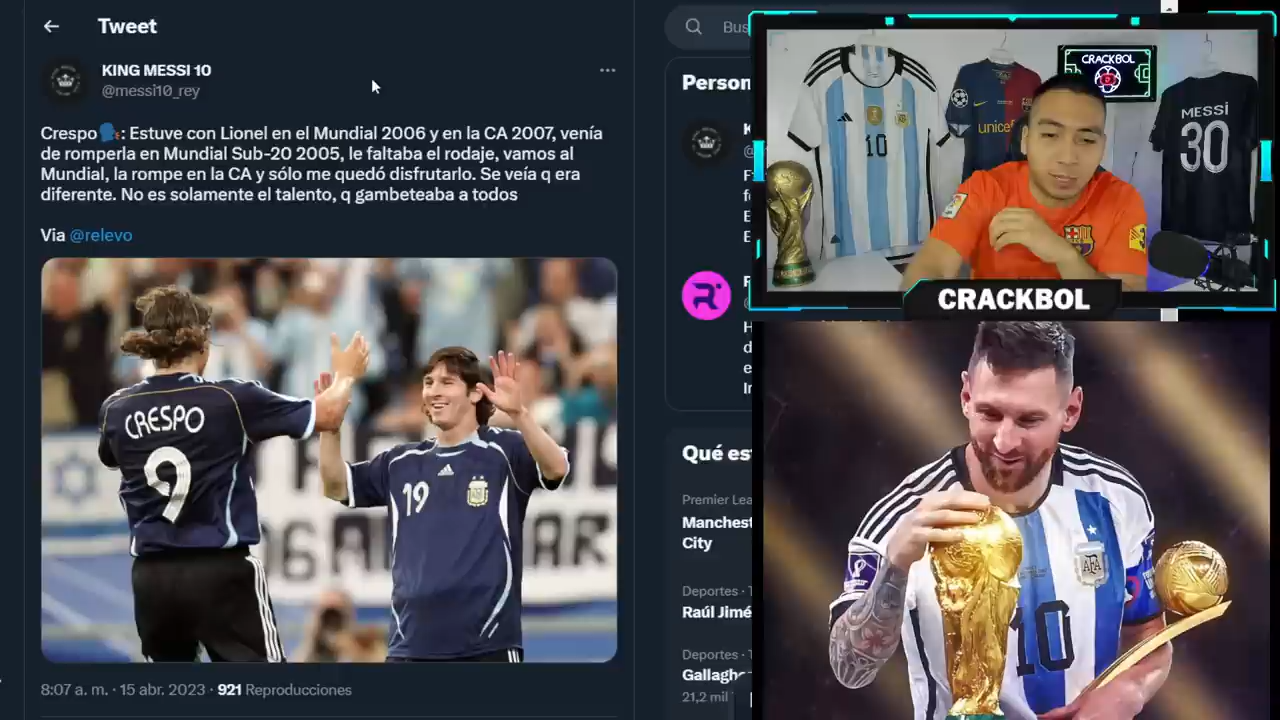 Tweet
KING MESSI 10
@messi10_rey
Crespo🗣: Estuve con Lionel en el Mundial 2006 y en la CA 2007, venía
de romperla en Mundial Sub-20 2005, le faltaba el rodaje, vamos al
Mundial, la rompe en la CA y sólo me quedó disfrutarlo. Se veía q era
diferente. No es solamente el talento, q gambeteaba a todos
Via @relevo
CRESPO
9
19
8:07 a. m. · 15 abr. 2023 · 921 Reproducciones
Bus
Person
Qué es
Premier Lea
Manchest
City
Deportes · T
Raúl Jimé
Deportes · T
Gallaghe
21,2 mil
CRACKBOL
10
unicef
MESSI
30
CRACKBOL
AFA
10